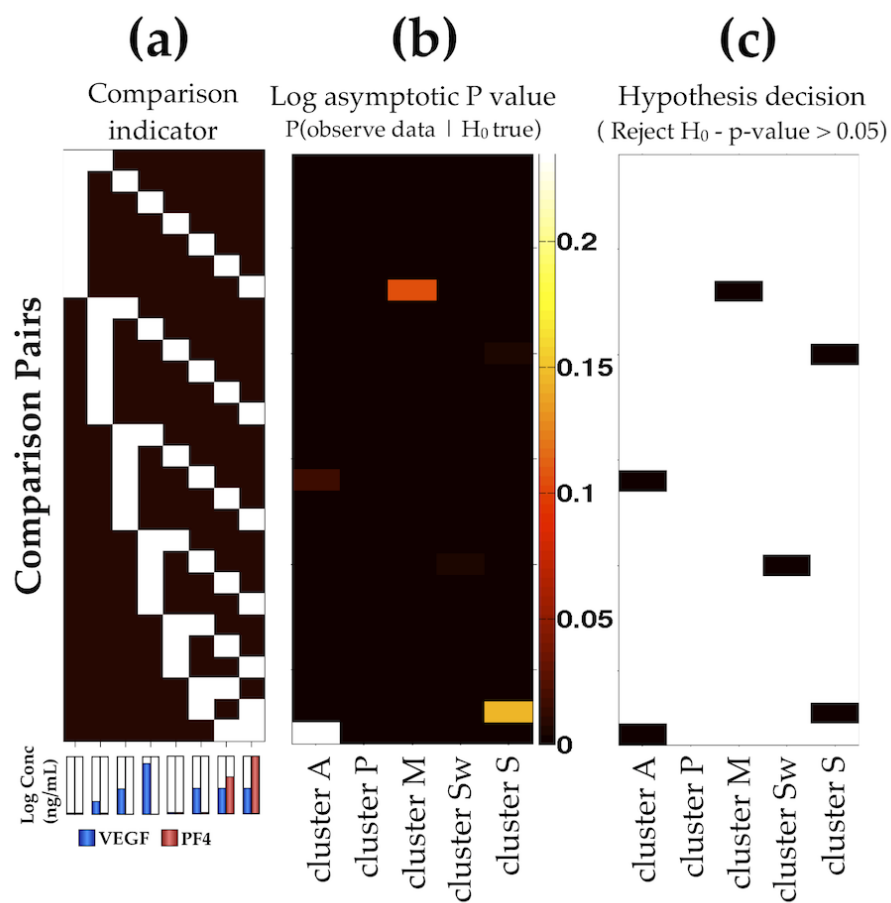 (a)
(b)
(c)
Comparison
indicator
Log asymptotic P value
P(observe data | H₀ true)
Hypothesis decision
( Reject H₀ - p-value > 0.05)
Comparison Pairs
0.2
0.15
0.1
0.05
0
Log Conc
(ng/mL)
VEGF
PF4
cluster A
cluster P
cluster M
cluster Sw
cluster S
cluster A
cluster P
cluster M
cluster Sw
cluster S